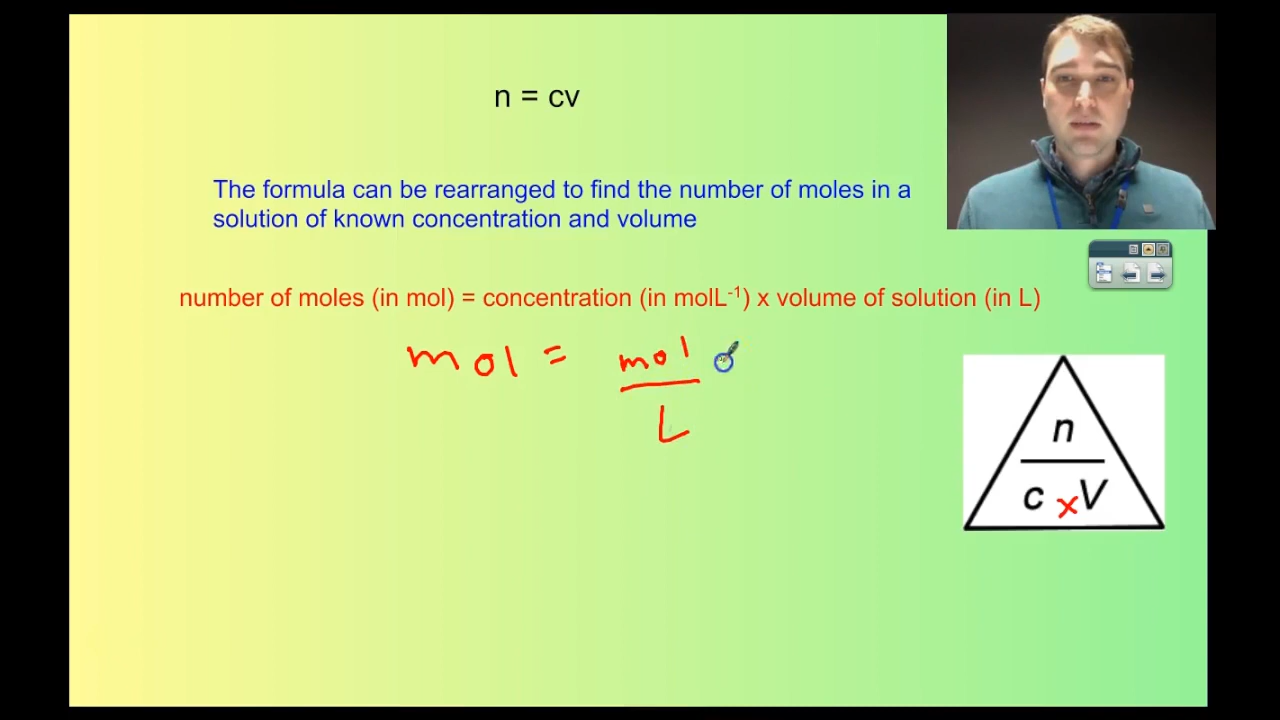 n = cv
The formula can be rearranged to find the number of moles in a
solution of known concentration and volume
number of moles (in mol) = concentration (in molL⁻¹) x volume of solution (in L)
mol = mol
L
n
c x V